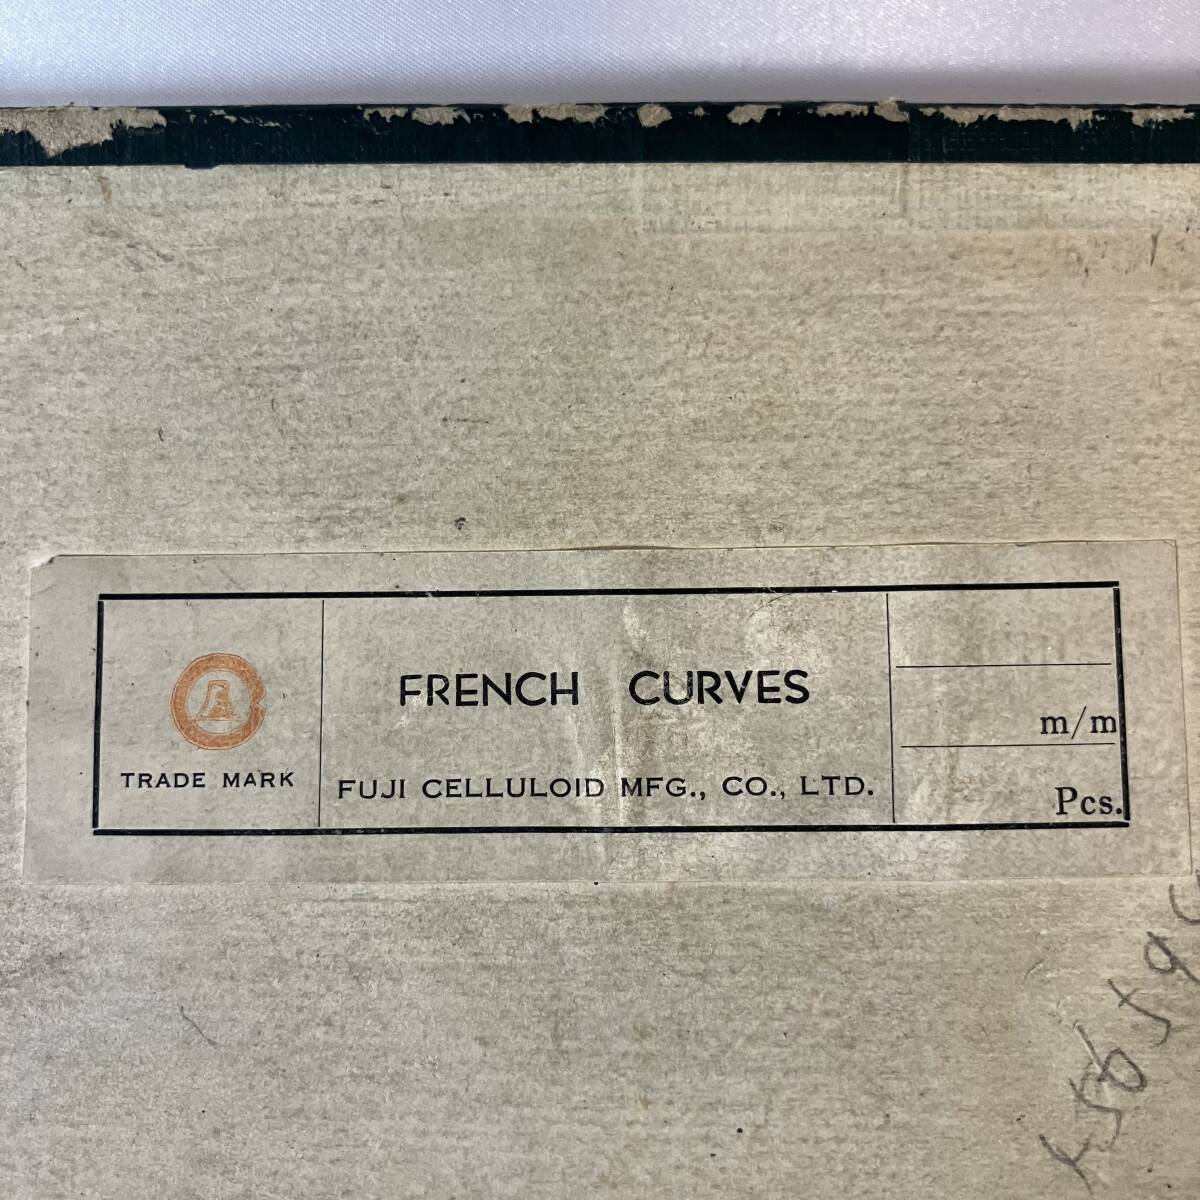 FRENCH CURVES
TRADE MARK
FUJI CELLULOID MFG., CO., LTD.
m/m
Pcs.